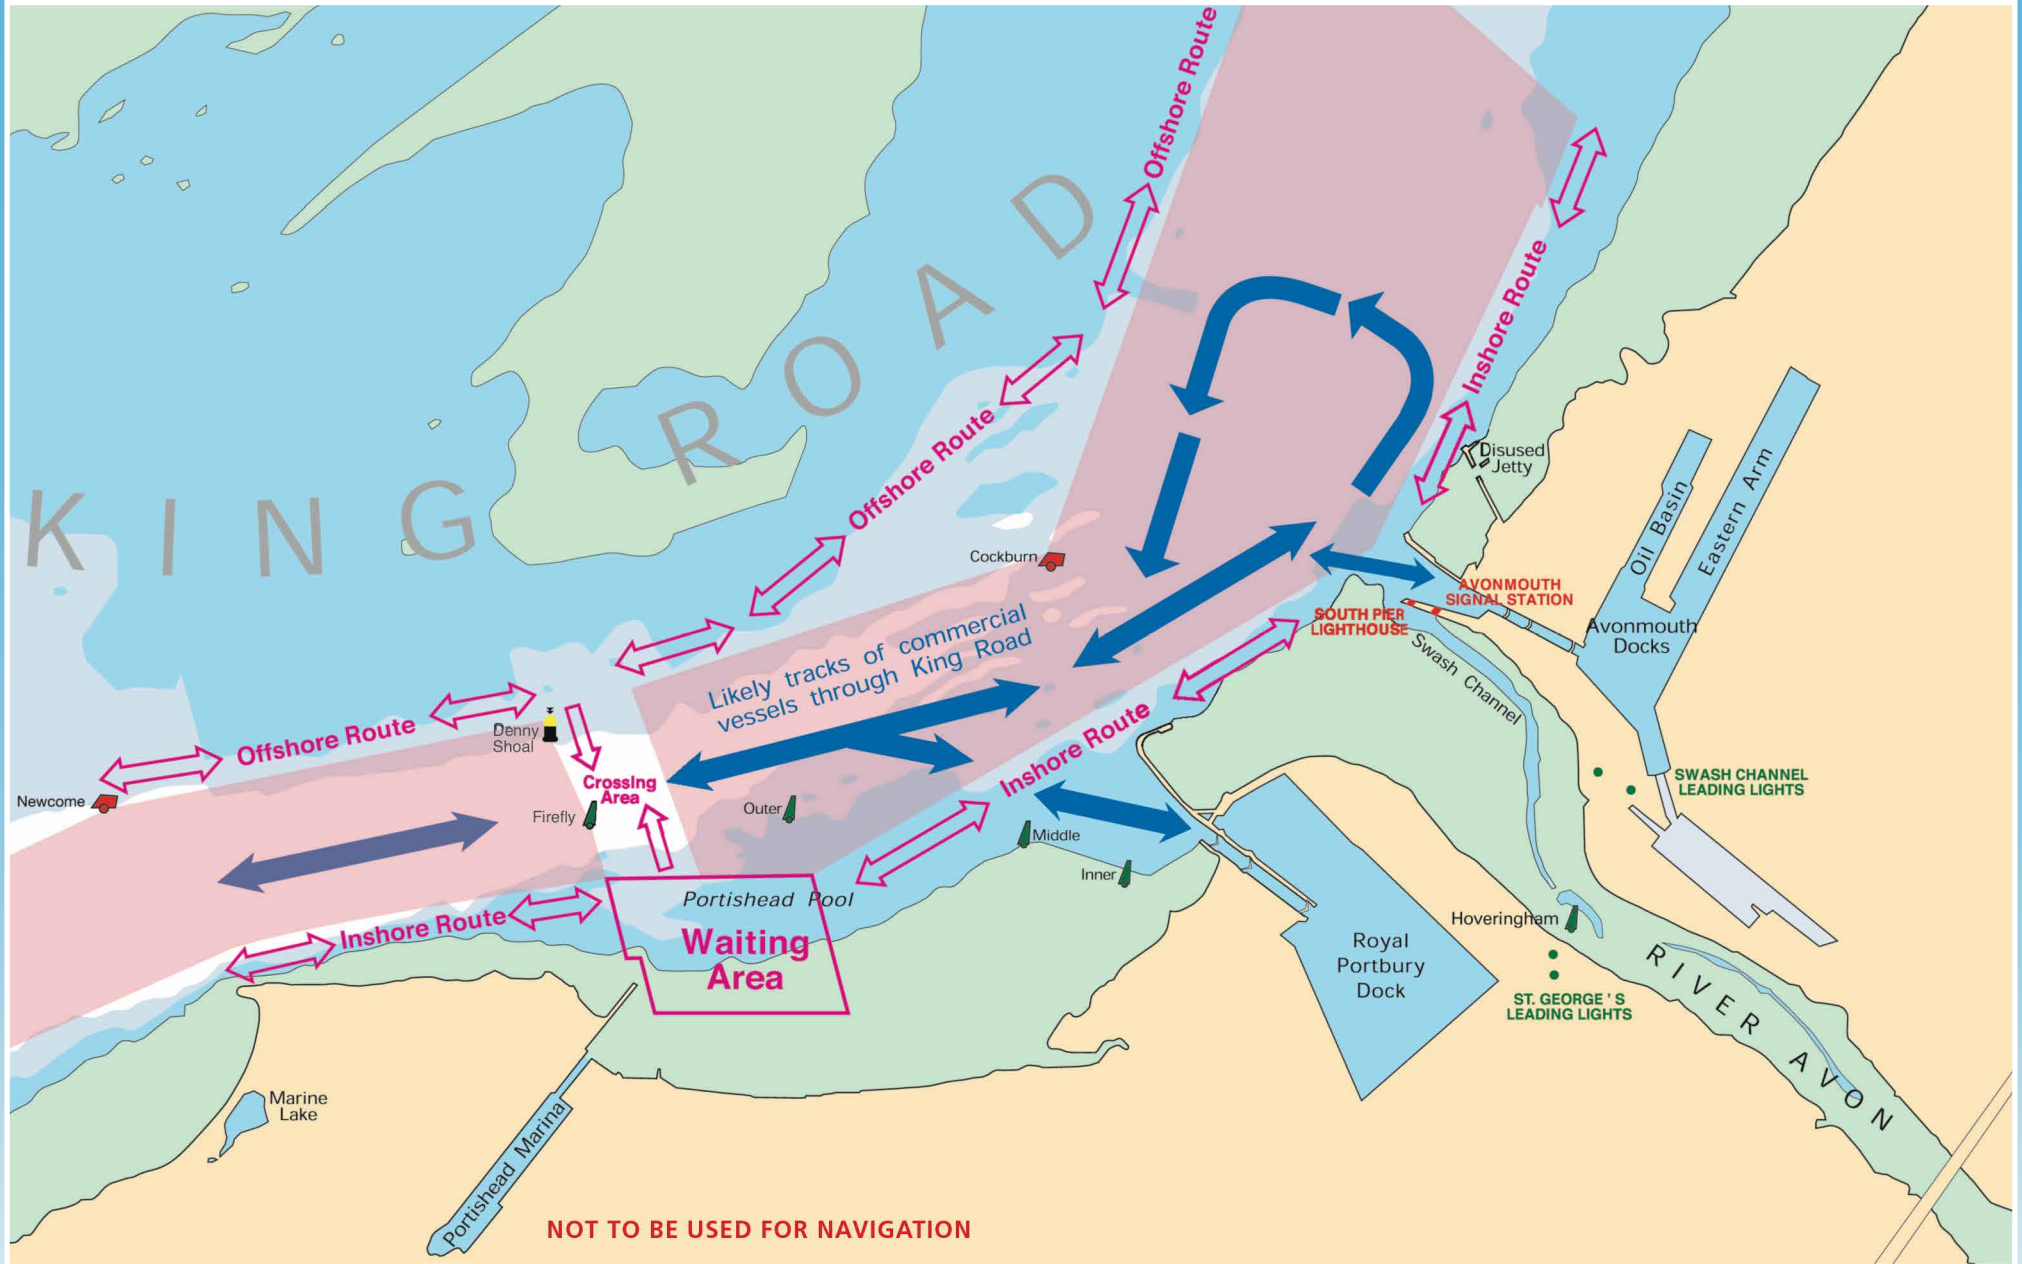 Offshore Route
KING ROAD
Inshore Route
Offshore Route
Disused
Jetty
Oil Basin
Eastern Arm
Cockburn
AVONMOUTH
SIGNAL STATION
SOUTH PIER
LIGHTHOUSE
Avonmouth
Docks
Swash Channel
Likely tracks of commercial
vessels through King Road
Denny
Shoal
Offshore Route
Inshore Route
Crossing
Area
Newcome
Firefly
Outer
Middle
Inner
SWASH CHANNEL
LEADING LIGHTS
Portishead Pool
Waiting
Area
Inshore Route
Hoveringham
Royal
Portbury
Dock
RIVER AVON
ST. GEORGE'S
LEADING LIGHTS
Marine
Lake
Portishead Marina
NOT TO BE USED FOR NAVIGATION